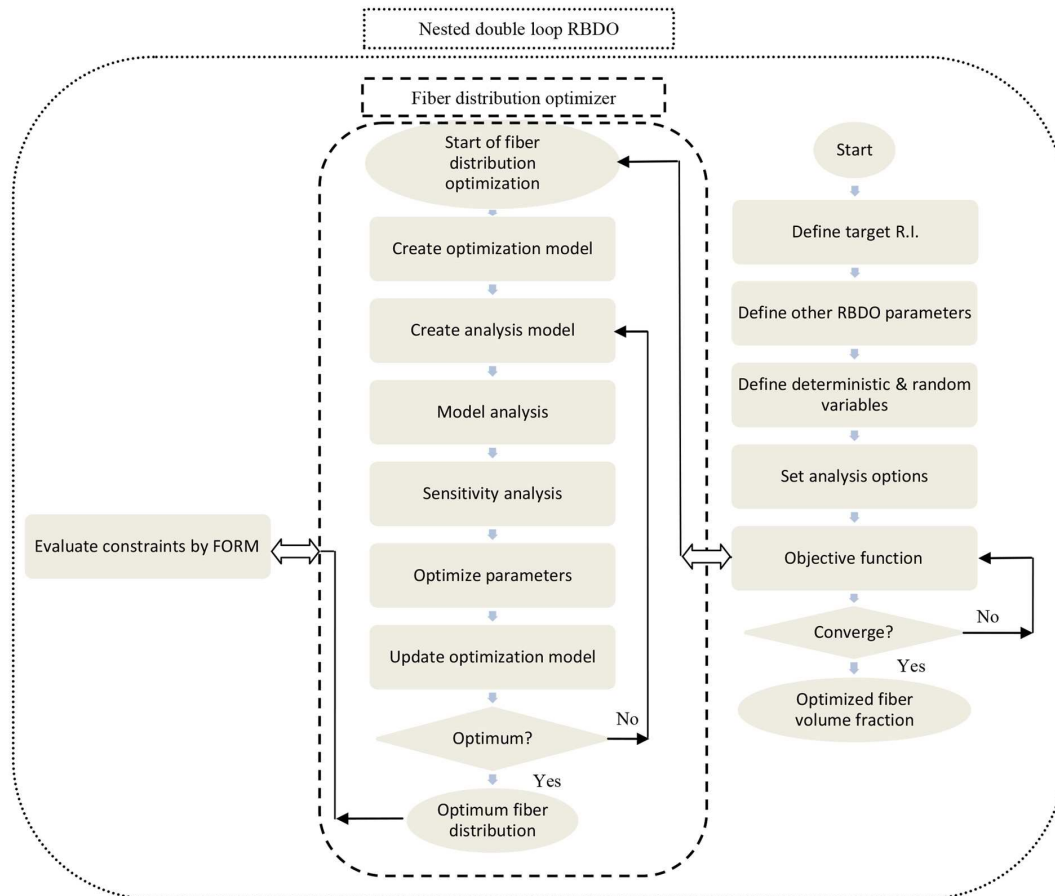 Nested double loop RBDO
Fiber distribution optimizer
Start of fiber
distribution
optimization
Create optimization model
Create analysis model
Model analysis
Sensitivity analysis
Optimize parameters
Update optimization model
Optimum?
No
Yes
Optimum fiber
distribution
Evaluate constraints by FORM
Start
Define target R.I.
Define other RBDO parameters
Define deterministic & random
variables
Set analysis options
Objective function
Converge?
No
Yes
Optimized fiber
volume fraction